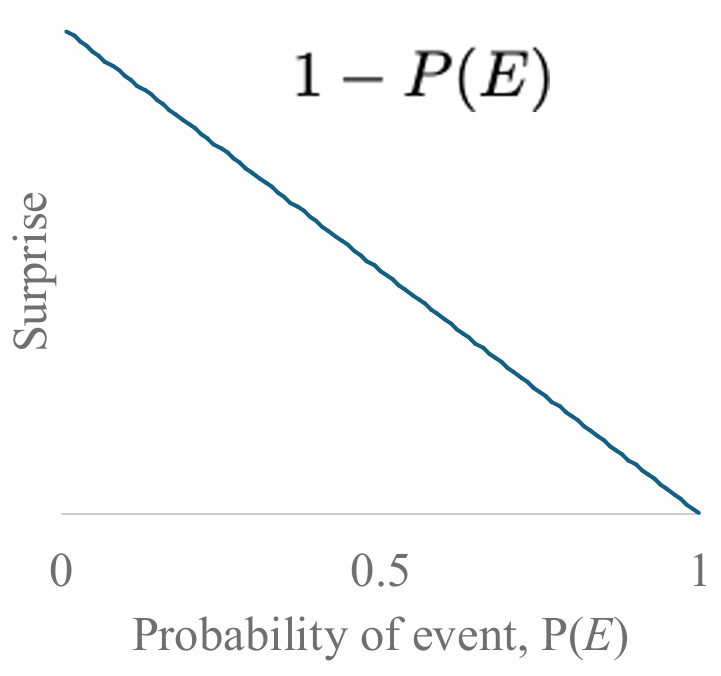 1 − P(E)
Surprise
0 0.5 1
Probability of event, P(E)